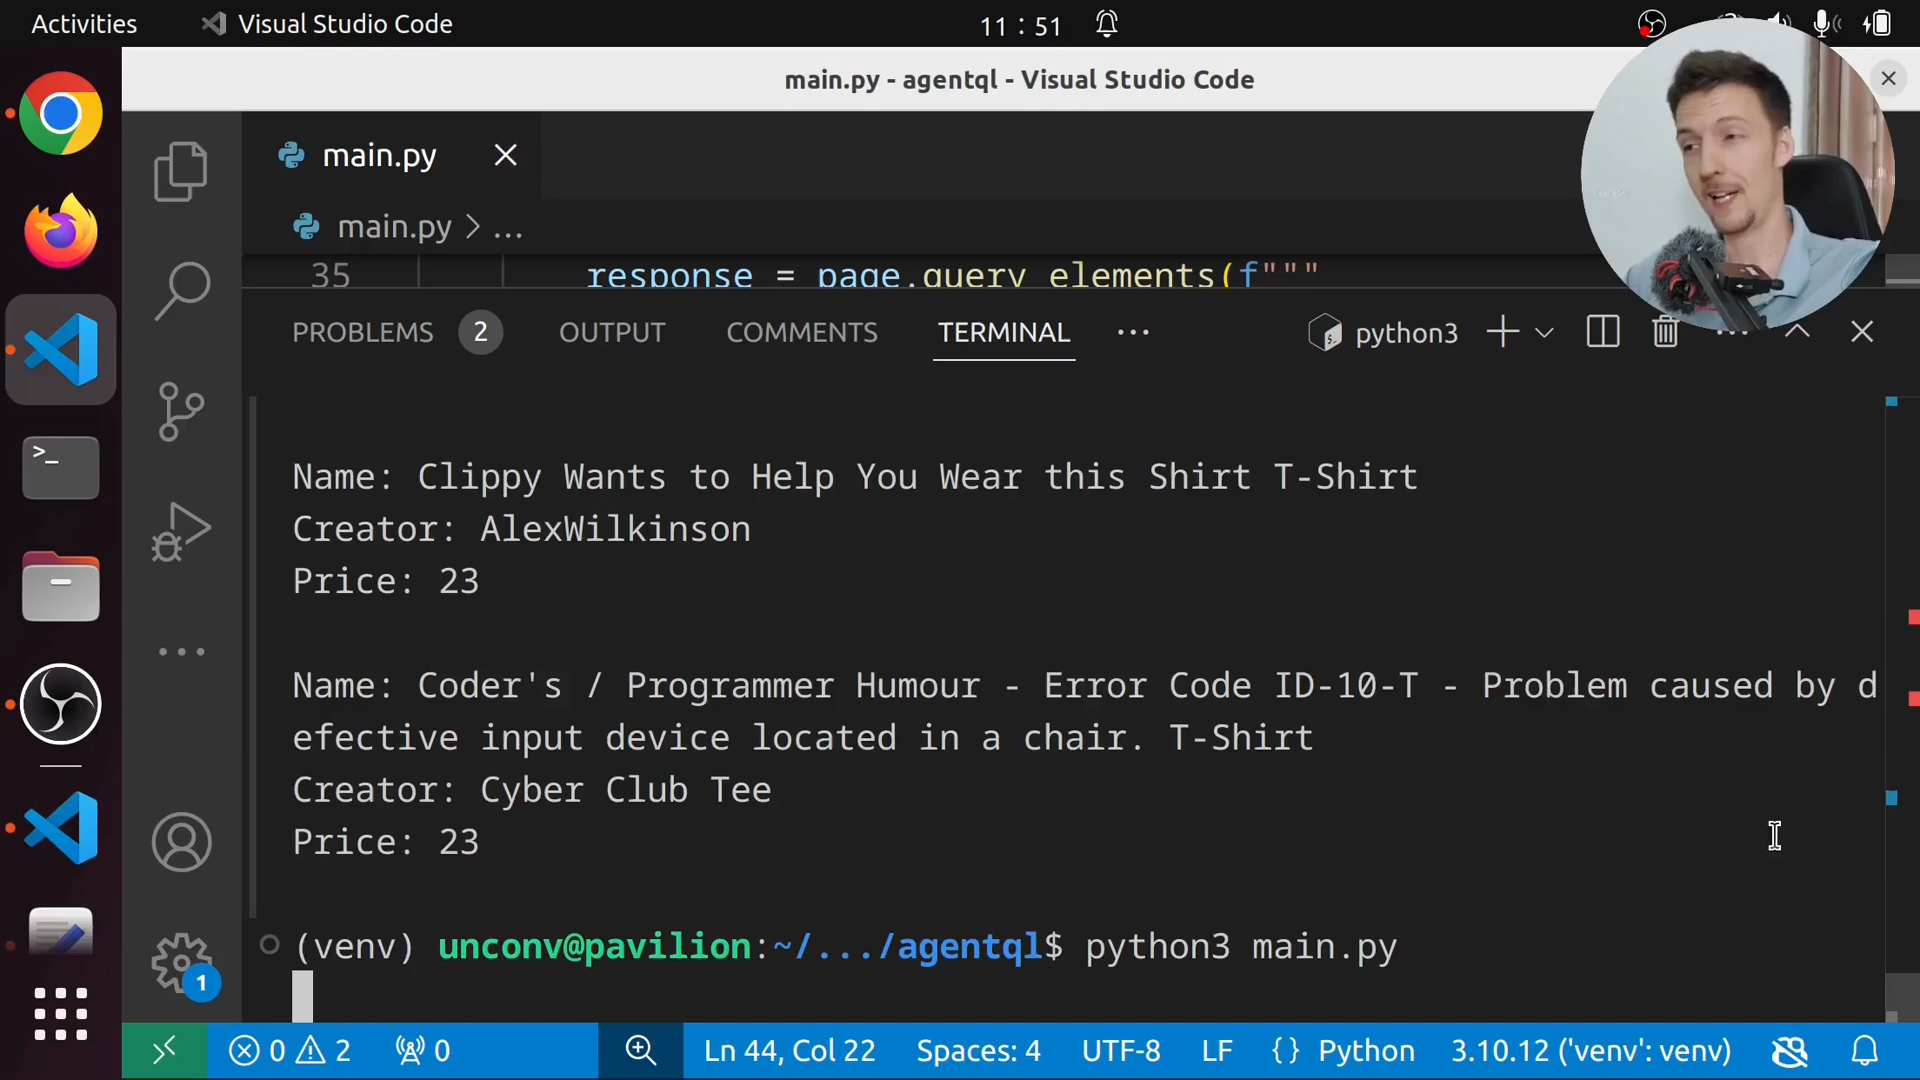 Activities
Visual Studio Code
11 : 51
main.py - agentql - Visual Studio Code
main.py
main.py > ...
35 response = page.query_elements(f"""
PROBLEMS 2 OUTPUT COMMENTS TERMINAL ... python3
Name: Clippy Wants to Help You Wear this Shirt T-Shirt
Creator: AlexWilkinson
Price: 23
Name: Coder's / Programmer Humour - Error Code ID-10-T - Problem caused by d
efective input device located in a chair. T-Shirt
Creator: Cyber Club Tee
Price: 23
(venv) unconv@pavilion:~/.../agentql$ python3 main.py
1
0 2 0 Ln 44, Col 22 Spaces: 4 UTF-8 LF {} Python 3.10.12 ('venv': venv)